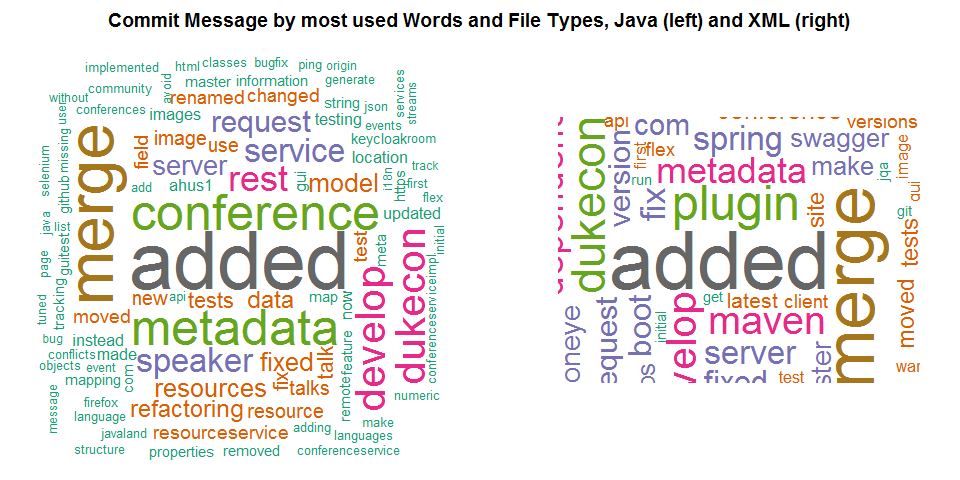 Commit Message by most used Words and File Types, Java (left) and XML (right)
implemented
html
classes
bugfix
ping
origin
community
avoid
master
information
generate
without
renamed
changed
string
json
services
streams
conferences
images
request
testing
events
user
missing
merge
field
image
use
service
keycloak
room
selenium
github
server
rest
gui
model
location
i18n
https
track
first
add
ahus1
conference
updated
flex
java
list
guitest
added
test
meta
initial
page
tracking
new
api
tests
data
map
now
develop
dukecon
conferenceserviceimpl
tuned
moved
metadata
bug
instead
conflicts
made
speaker
fixed
talk
feature
objects
event
com
mapping
resources
fix
talks
remote
numeric
message
firefox
language
refactoring
resource
make
javaland
resourceservice
adding
languages
structure
properties
removed
conferenceservice
api
versions
dukecon
version
com
spring
swagger
first
flex
run
metadata
make
jqa
image
fix
plugin
site
git
added
merge
tests
moved
oneye
boot
get
latest
client
initial
maven
server
test